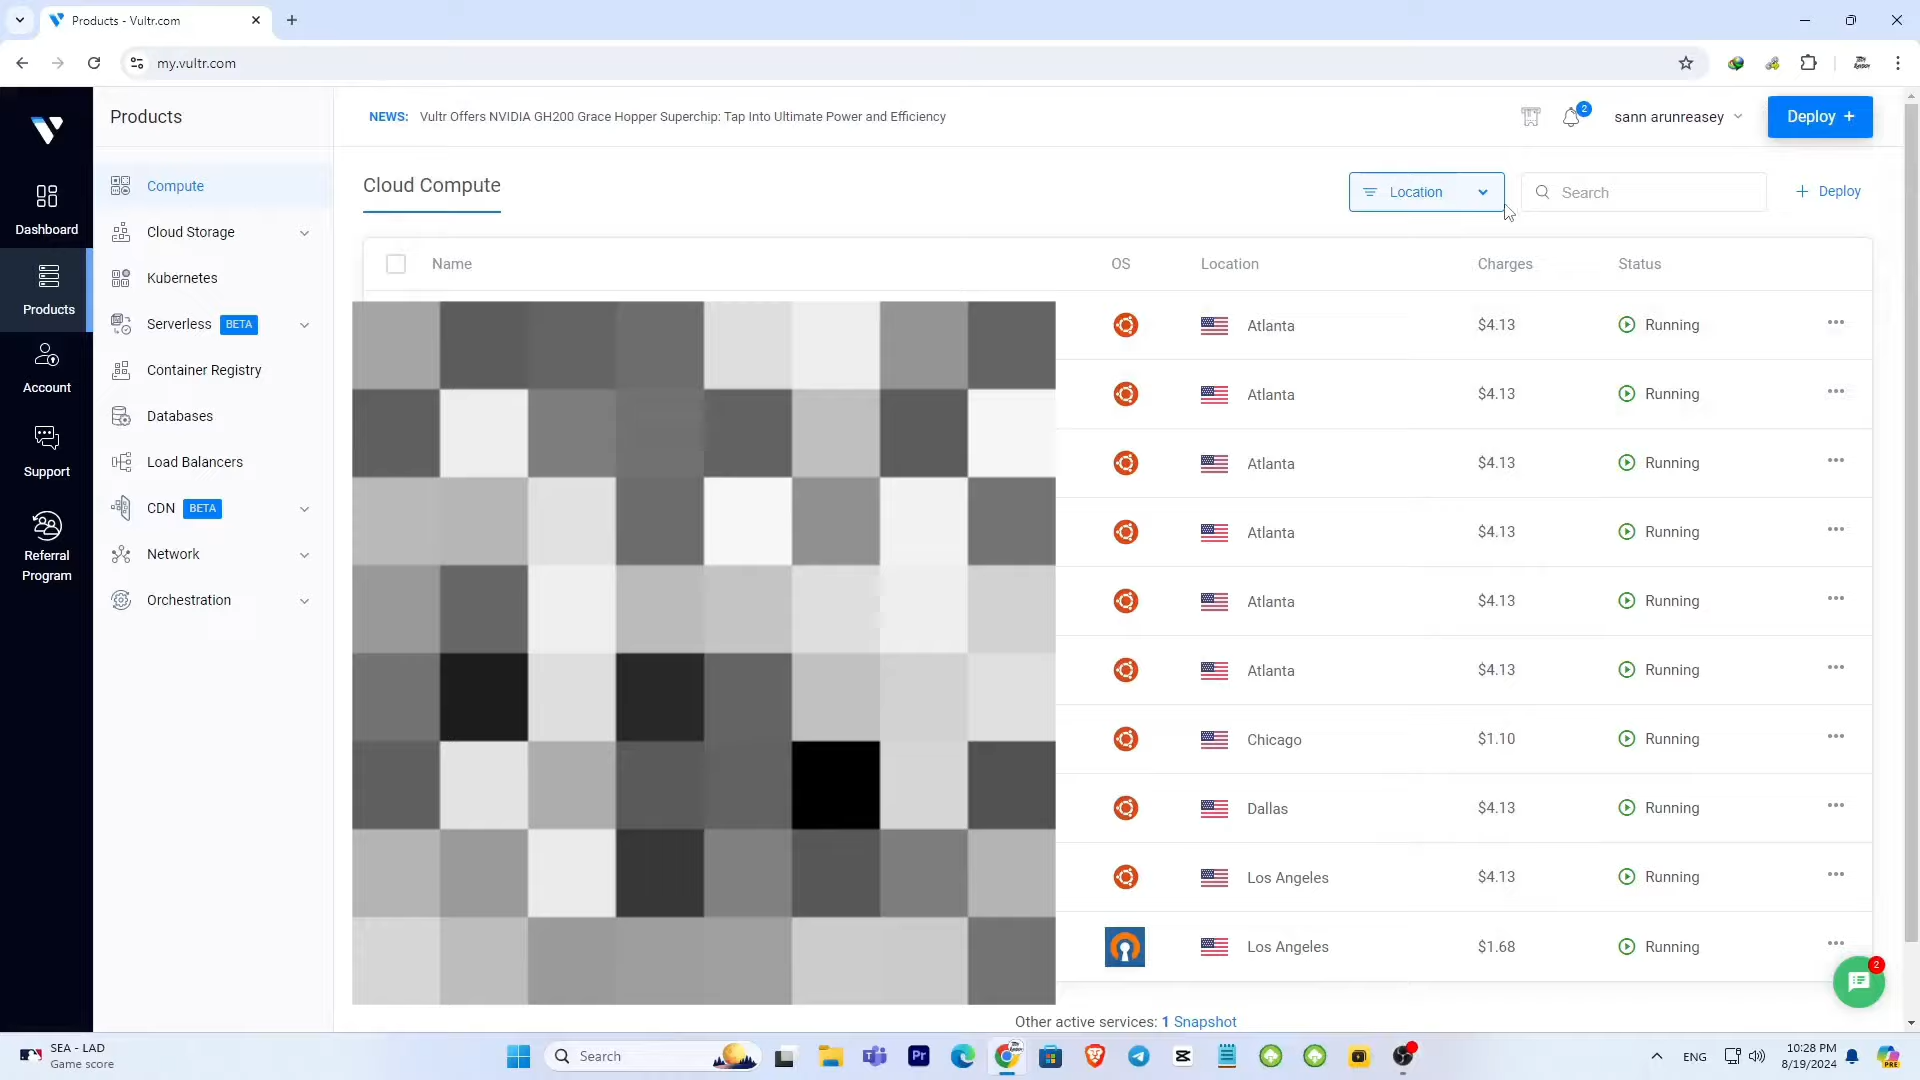 Products - Vultr.com
my.vultr.com
Products
NEWS: Vultr Offers NVIDIA GH200 Grace Hopper Superchip: Tap Into Ultimate Power and Efficiency
2
sann arunreasey
Deploy +
Dashboard
Products
Account
Support
Referral
Program
Compute
Cloud Storage
Kubernetes
Serverless BETA
Container Registry
Databases
Load Balancers
CDN BETA
Network
Orchestration
Cloud Compute
Location
Search
+ Deploy
Name OS Location Charges Status
Atlanta $4.13 Running
Atlanta $4.13 Running
Atlanta $4.13 Running
Atlanta $4.13 Running
Atlanta $4.13 Running
Atlanta $4.13 Running
Chicago $1.10 Running
Dallas $4.13 Running
Los Angeles $4.13 Running
Los Angeles $1.68 Running
2
Other active services: 1 Snapshot
SEA - LAD
Game score
Search
Pr
ENG
10:28 PM
8/19/2024
PRE